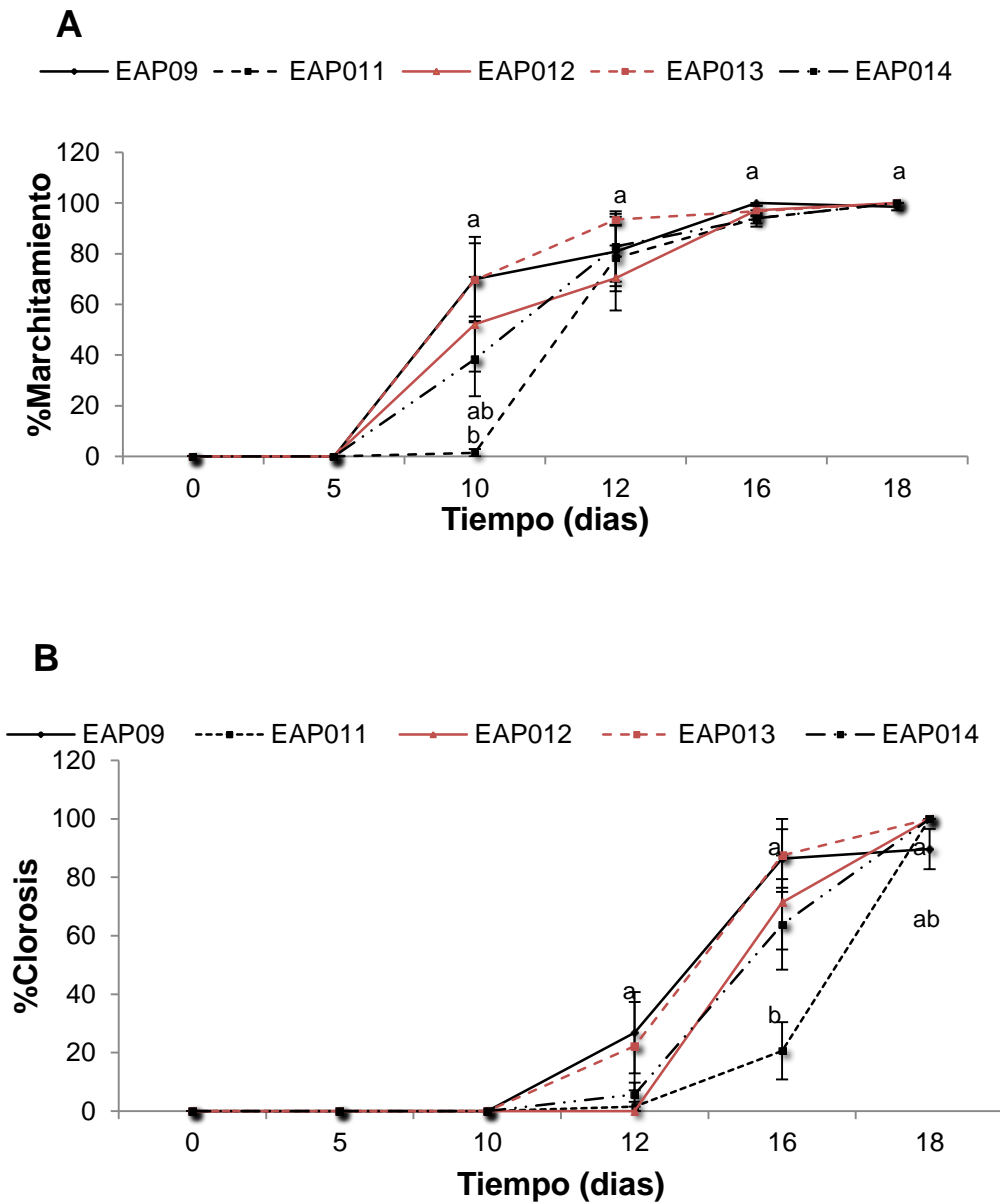 A
EAP09 EAP011 EAP012 EAP013 EAP014
120
100
80
60
40
20
0
%Marchitamiento
a
a
a
a
ab
b
0 5 10 12 16 18
Tiempo (dias)
B
EAP09 EAP011 EAP012 EAP013 EAP014
120
100
80
60
40
20
0
%Clorosis
a
a
a
ab
b
0 5 10 12 16 18
Tiempo (dias)